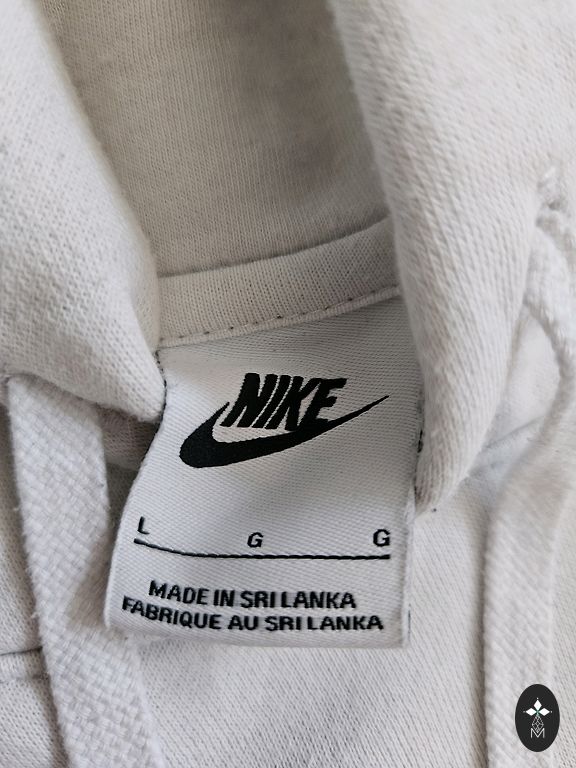 NIKE
L G G
MADE IN SRI LANKA
FABRIQUE AU SRI LANKA
M